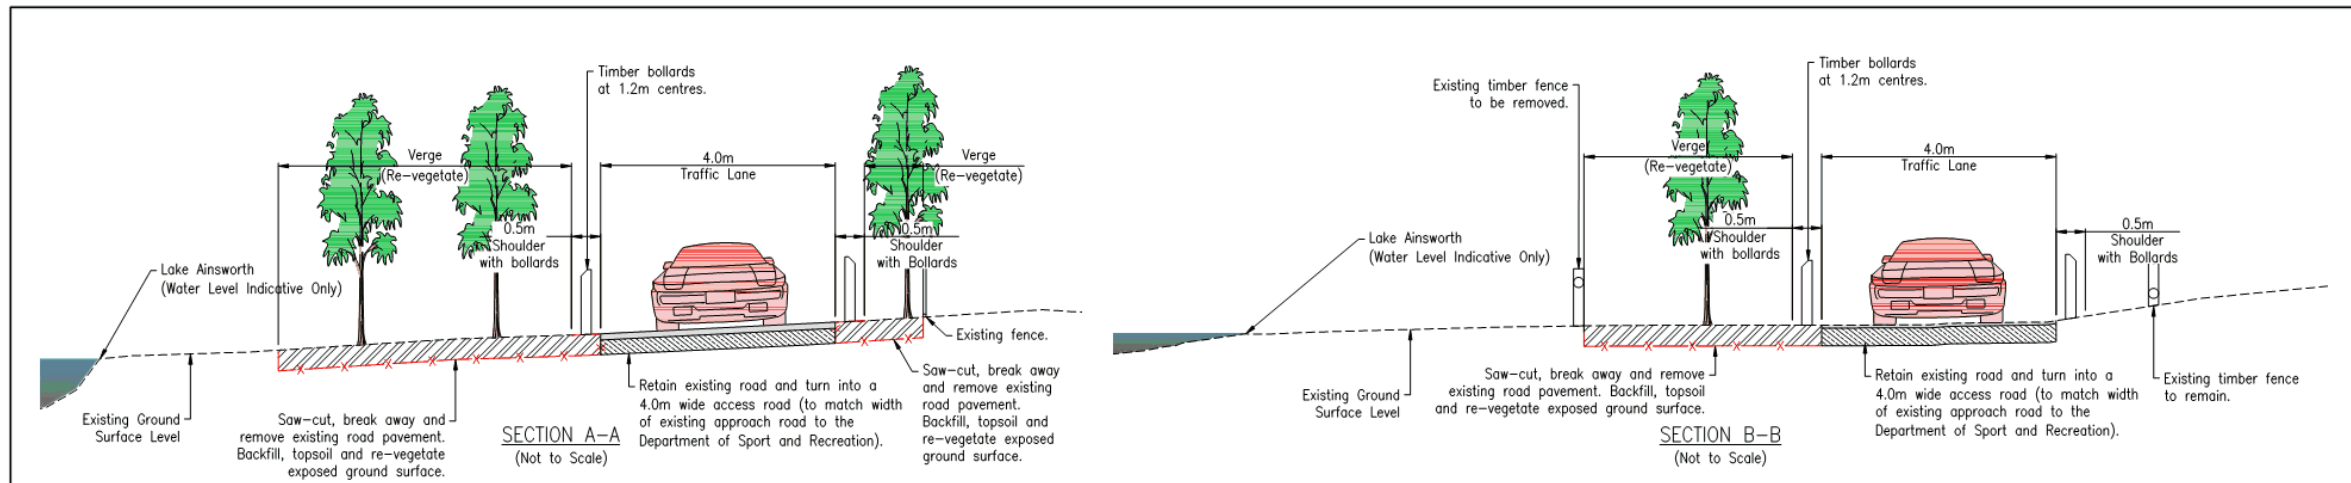 Timber bollards
at 1.2m centres.
Verge
(Re-vegetate)
4.0m
Traffic Lane
Verge
(Re-vegetate)
0.5m
Shoulder
with bollards
0.5m
Shoulder
with Bollards
Lake Ainsworth
(Water Level Indicative Only)
Existing fence.
Existing Ground
Surface Level
Saw-cut, break away and
remove existing road pavement.
Backfill, topsoil and re-vegetate
exposed ground surface.
Retain existing road and turn into a
4.0m wide access road (to match width
of existing approach road to the
Department of Sport and Recreation).
Saw-cut, break away
and remove existing
road pavement.
Backfill, topsoil and
re-vegetate exposed
ground surface.
SECTION A-A
(Not to Scale)
Existing timber fence
to be removed.
Timber bollards
at 1.2m centres.
Verge
(Re-vegetate)
4.0m
Traffic Lane
0.5m
Shoulder
with bollards
0.5m
Shoulder
with Bollards
Lake Ainsworth
(Water Level Indicative Only)
Existing Ground
Surface Level
Saw-cut, break away and remove
existing road pavement. Backfill, topsoil
and re-vegetate exposed ground surface.
Retain existing road and turn into a
4.0m wide access road (to match width
of existing approach road to the
Department of Sport and Recreation).
Existing timber fence
to remain.
SECTION B-B
(Not to Scale)